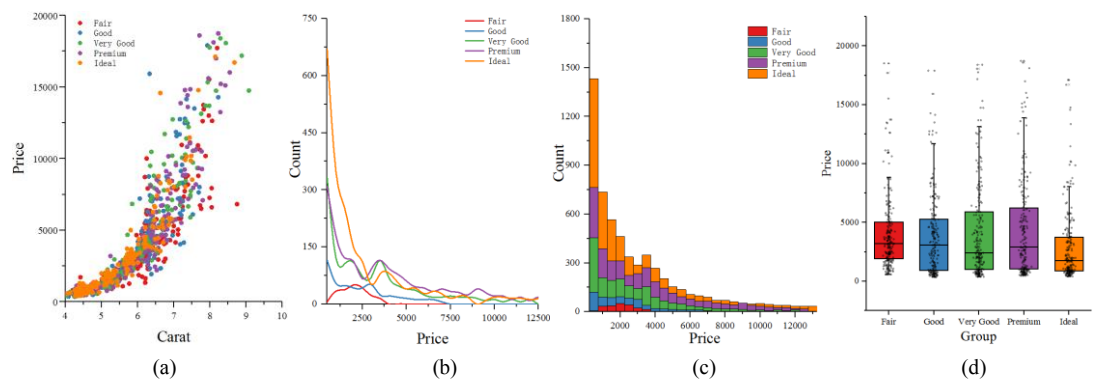 Fair
Good
Very Good
Premium
Ideal
20000
15000
10000
5000
0
Price
4 5 6 7 8 9 10
Carat
(a)
Fair
Good
Very Good
Premium
Ideal
750
600
450
300
150
0
Count
2500 5000 7500 10000 12500
Price
(b)
Fair
Good
Very Good
Premium
Ideal
1800
1500
1200
900
600
300
0
Count
2000 4000 6000 8000 10000 12000
Price
(c)
20000
15000
10000
5000
0
Price
Fair Good Very Good Premium Ideal
Group
(d)